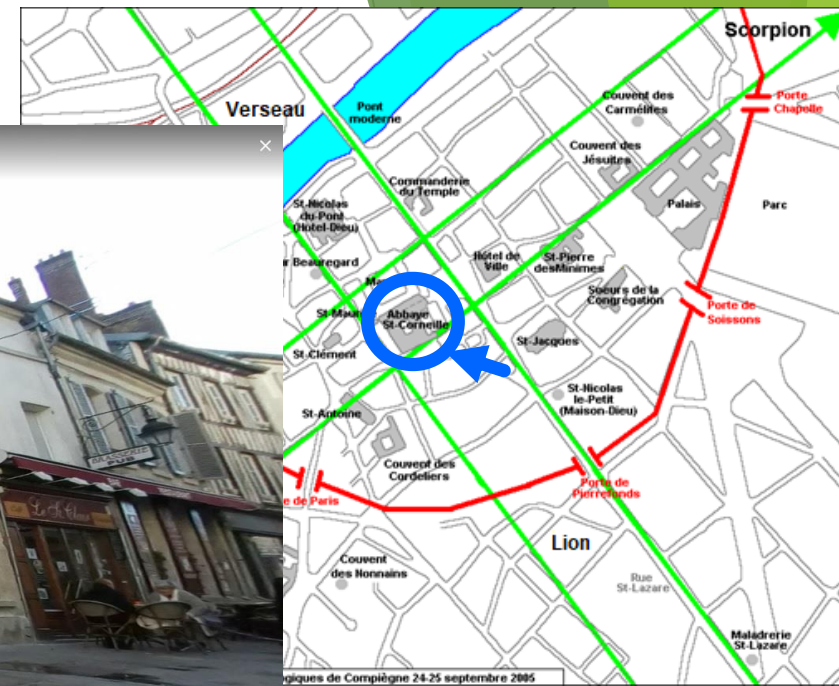 Scorpion
Verseau
Pont
moderne
Porte
Chapelle
Couvent des
Carmélites
Couvent des
Jésuites
Commanderie
du Temple
Palais
Parc
St-Nicolas
du-Pont
(Hotel-Dieu)
Hôtel de
Ville
St-Pierre
desMinimes
Beauregard
Soeurs de la
Congrégation
Porte de
Soissons
Abbaye
St-Corneille
St-Clément
St-Jacques
St-Nicolas
le-Petit
(Maison-Dieu)
St-Antoine
Couvent des
Cordeliers
de Paris
Porte de
Pierrefonds
Lion
Couvent
des Nonnains
Rue
St-Lazare
Maladrerie
St-Lazare
de Compiègne 24-25 septembre 2005
BRASSERIE
PUB